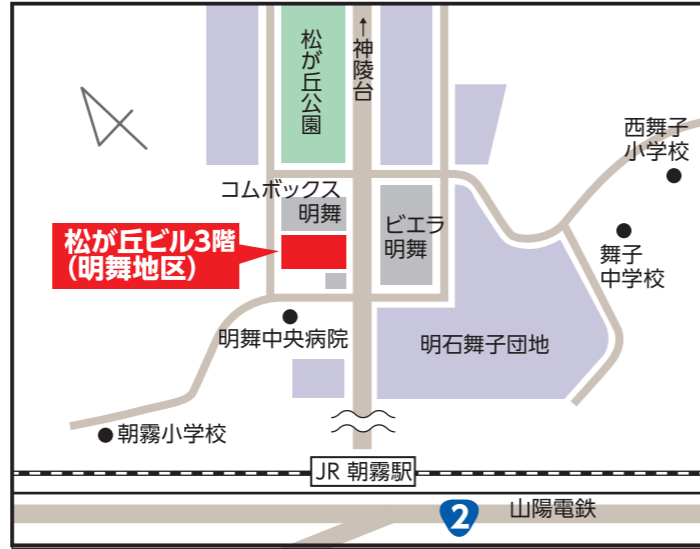 松が丘公園
↑神陵台
西舞子
小学校
コムボックス
明舞
ビエラ
明舞
松が丘ビル3階
(明舞地区)
舞子
中学校
明舞中央病院
明石舞子団地
朝霧小学校
JR 朝霧駅
2
山陽電鉄